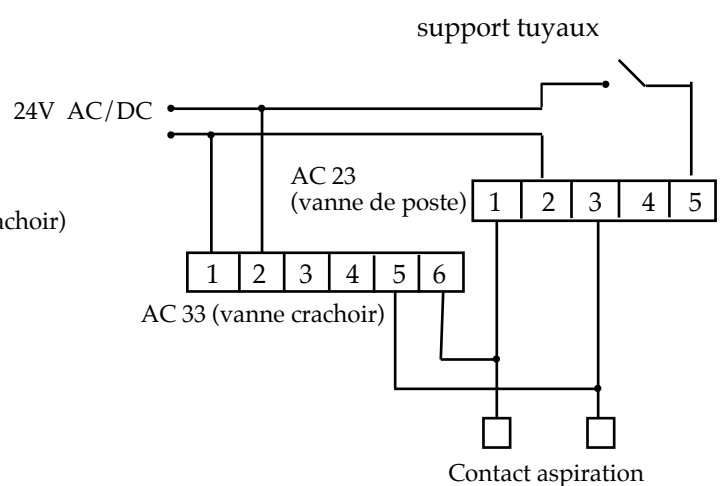 support tuyaux
24V AC/DC
AC 23
(vanne de poste)
1 2 3 4 5
achoir)
1 2 3 4 5 6
AC 33 (vanne crachoir)
Contact aspiration